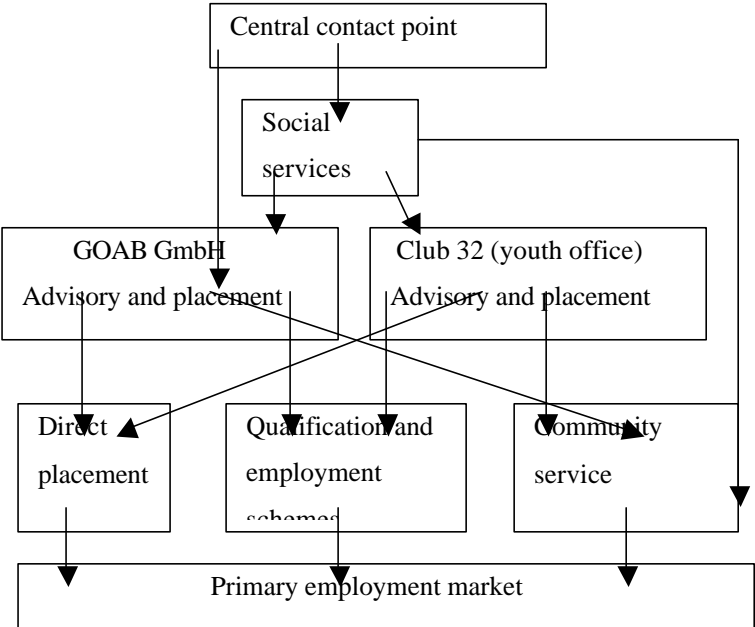 Central contact point
Social
services
GOAB GmbH
Advisory and placement
Club 32 (youth office)
Advisory and placement
Direct
placement
Qualification and
employment
schemes
Community
service
Primary employment market